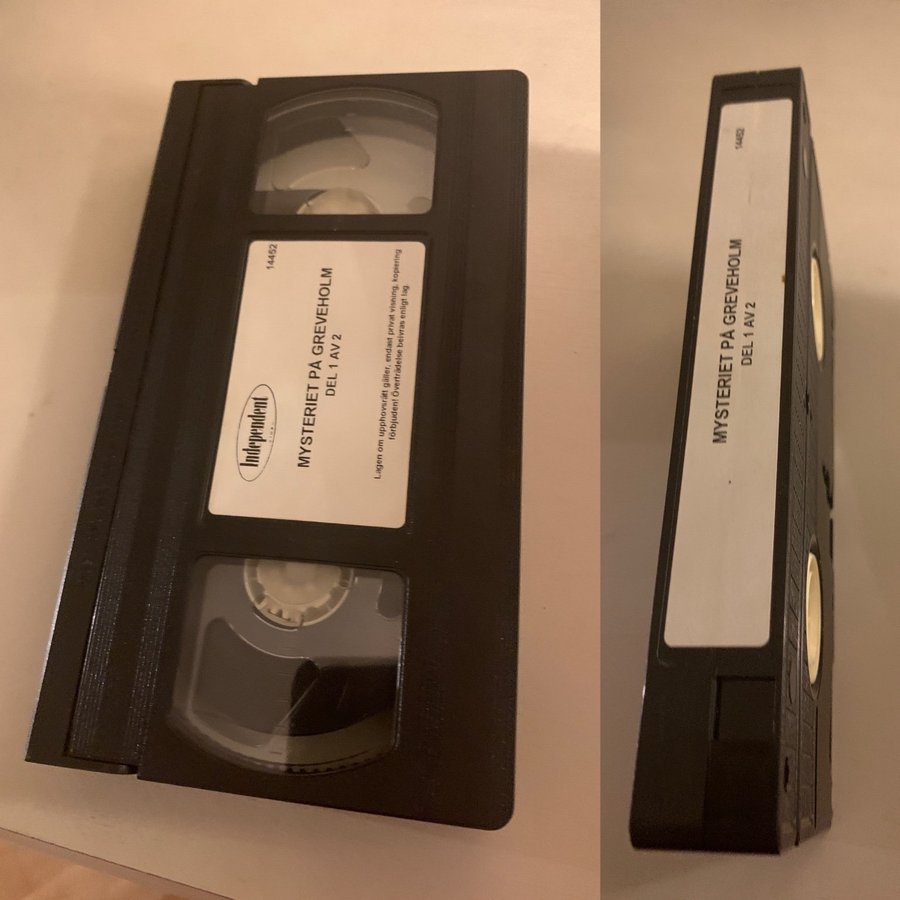 14452
Independent
MYSTERIET PÅ GREVEHOLM
DEL 1 AV 2
Lagen om upphovsrätt gäller, endast privat visning, kopiering
förbjuden! Överträdelse beivras enligt lag.
14452
MYSTERIET PÅ GREVEHOLM
DEL 1 AV 2